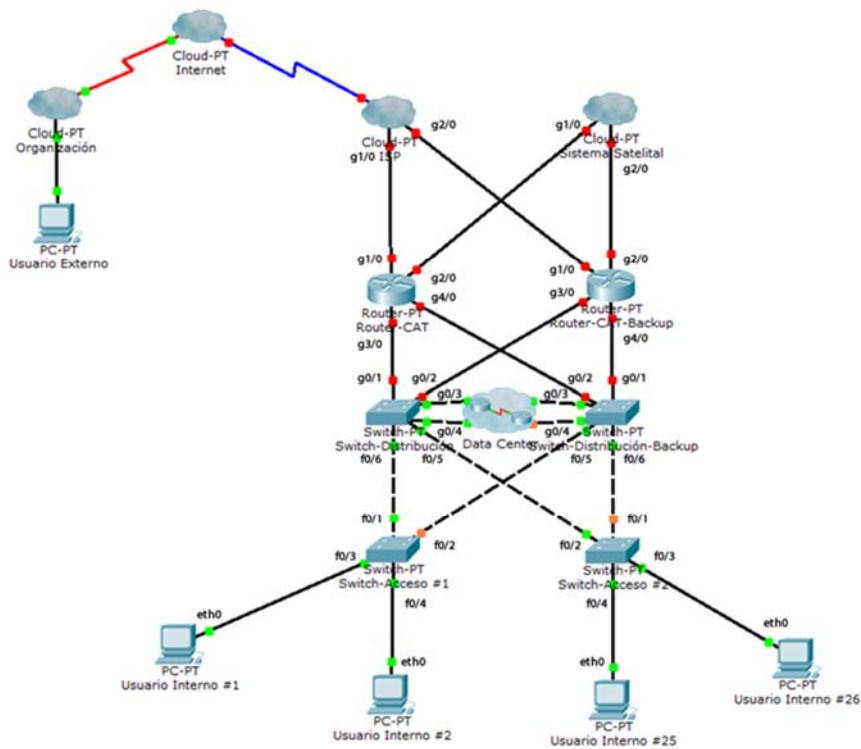 Cloud-PT
Internet
Cloud-PT
Organización
PC-PT
Usuario Externo
g2/0
Cloud-PT
ISP
g1/0
g1/0
Cloud-PT
Sistema Satelital
g2/0
g1/0
g2/0
g4/0
Router-PT
Router-CAT
g3/0
g1/0
g2/0
g3/0
Router-PT
Router-CAT-Backup
g4/0
g0/1
g0/2
g0/3
g0/4
Switch-PT
Switch-Distribución
f0/6
f0/5
Data Center
g0/3
g0/2
g0/1
g0/4
Switch-PT
Switch-Distribución-Backup
f0/5
f0/6
f0/1
f0/2
f0/3
Switch-PT
Switch-Acceso #1
f0/4
f0/1
f0/2
f0/3
Switch-PT
Switch-Acceso #2
f0/4
eth0
PC-PT
Usuario Interno #1
eth0
PC-PT
Usuario Interno #2
eth0
PC-PT
Usuario Interno #25
eth0
PC-PT
Usuario Interno #26